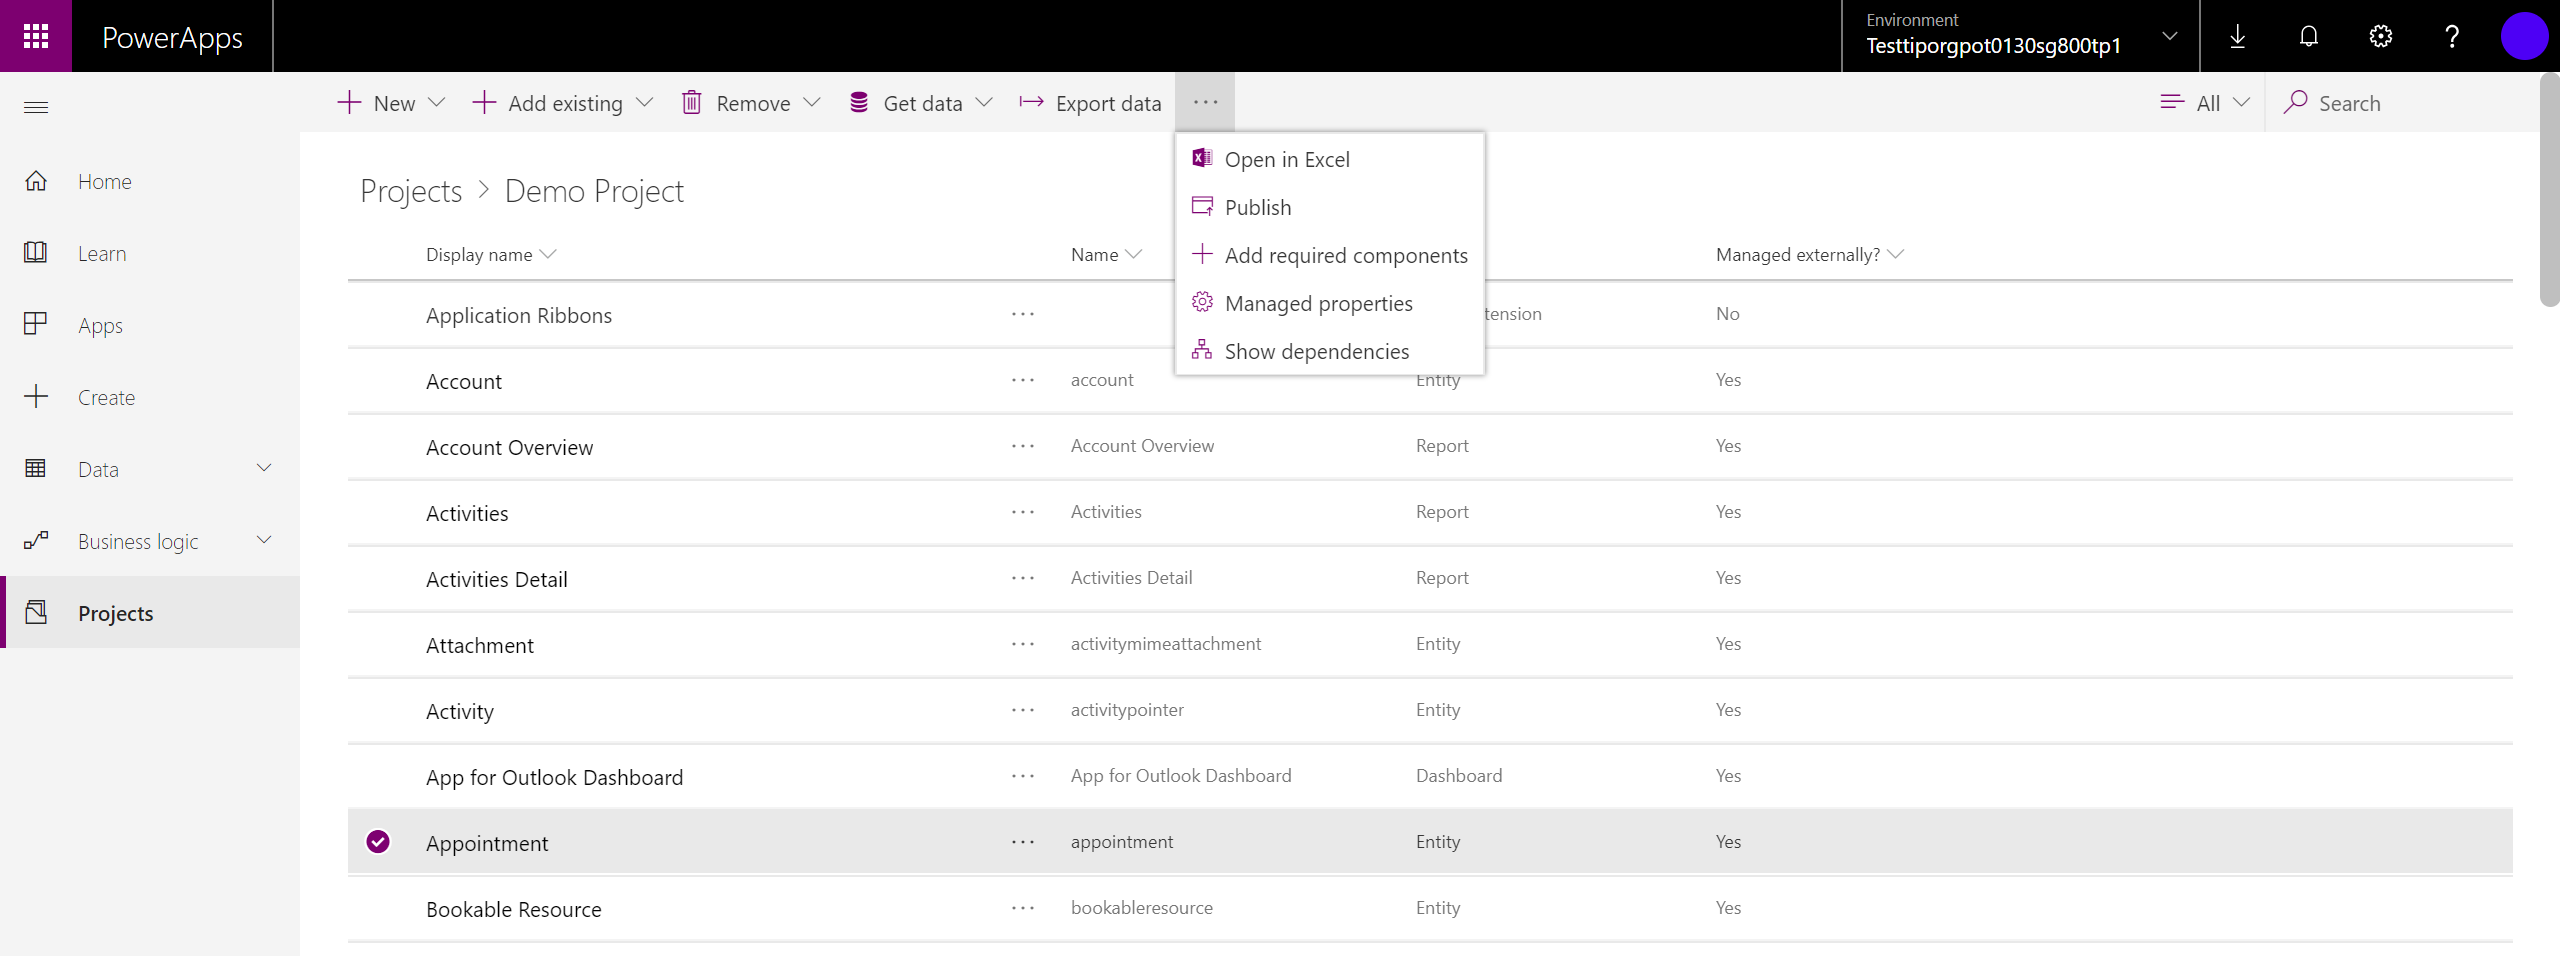 PowerApps
Environment
Testtiporgpot0130sg800tp1
New
Add existing
Remove
Get data
Export data
All
Search
Open in Excel
Publish
Add required components
Managed properties
Show dependencies
Home
Learn
Apps
Create
Data
Business logic
Projects
Projects > Demo Project
Display name Name Managed externally?
Application Ribbons ··· tension No
Account ··· account Entity Yes
Account Overview ··· Account Overview Report Yes
Activities ··· Activities Report Yes
Activities Detail ··· Activities Detail Report Yes
Attachment ··· activitymimeattachment Entity Yes
Activity ··· activitypointer Entity Yes
App for Outlook Dashboard ··· App for Outlook Dashboard Dashboard Yes
Appointment ··· appointment Entity Yes
Bookable Resource ··· bookableresource Entity Yes